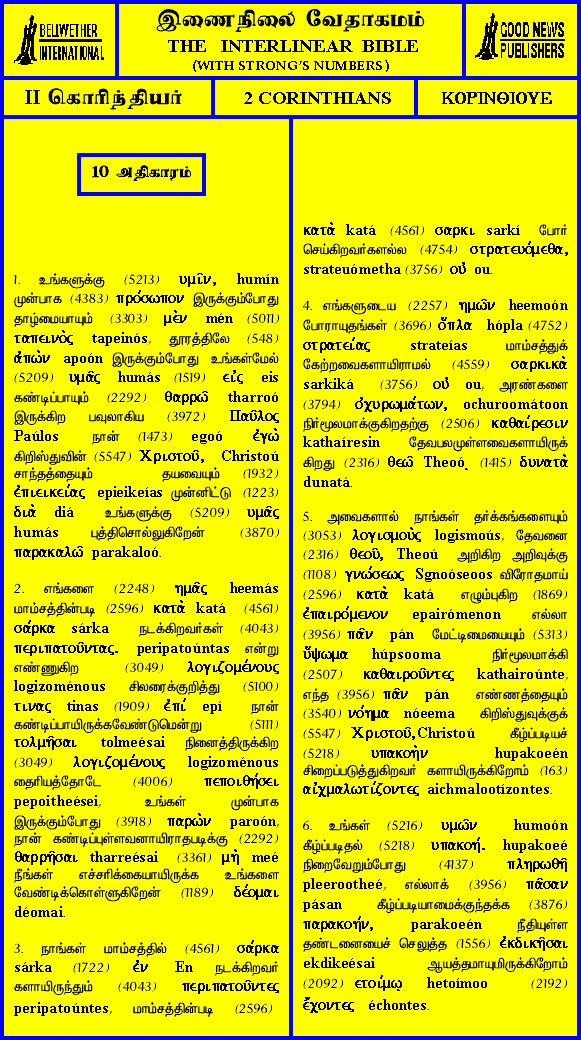 BELLWETHER
INTERNATIONAL
இணைநிலை வேதாகமம்
THE INTERLINEAR BIBLE
(WITH STRONG'S NUMBERS )
GOOD NEWS
PUBLISHERS
II கொரிந்தியர்
2 CORINTHIANS
ΚΟΡΙΝΘΙΟΥΕ
10 அதிகாரம்
1. உங்களுக்கு (5213) υμῖν, humín
முன்பாக (4383) πρόσωπον இருக்கும்போது
தாழ்மையாயும் (3303) μὲν mén (5011)
ταπεινὸς tapeinós, தூரத்திலே (548)
ἀπὼν apoón இருக்கும்போது உங்கள்மேல்
(5209) υμᾶς humás (1519) εἰς eis
கண்டிப்பாயும் (2292) θαρρῶ tharroó
இருக்கிற பவுலாகிய (3972) Παῦλος
Paúlos நான் (1473) egoó ἐγὼ
கிறிஸ்துவின் (5547) Χριστοῦ, Christoú
சாந்தத்தையும் தயவையும் (1932)
ἐπιεικείας epieikeías முன்னிட்டு (1223)
διὰ diá உங்களுக்கு (5209) υμᾶς
humás புத்திசொல்லுகிறேன் (3870)
παρακαλῶ parakaloó.
2. எங்களை (2248) ημᾶς heemás
மாம்சத்தின்படி (2596) κατὰ katá (4561)
σάρκα sárka நடக்கிறவர்கள் (4043)
περιπατοῦντας. peripatoúntas என்று
எண்ணுகிற (3049) λογιζομένους
logizoménous சிலரைக்குறித்து (5100)
τινας tinas (1909) ἐπί epí நான்
கண்டிப்பாயிருக்கவேண்டுமென்று (5111)
τολμῆσαι tolmeésai நினைத்திருக்கிற
(3049) λογιζομένους logizoménous
தைரியத்தோடே (4006) πεποιθήσει
pepoitheései, உங்கள் முன்பாக
இருக்கும்போது (3918) παρὼν paroón,
நான் கண்டிப்புள்ளவனாயிராதபடிக்கு (2292)
θαρρῆσαι tharreésai (3361) μὴ meé
நீங்கள் எச்சரிக்கையாயிருக்க உங்களை
வேண்டிக்கொள்ளுகிறேன் (1189) δέομαι
déomai.
3. நாங்கள் மாம்சத்தில் (4561) σάρκα
sárka (1722) ἐν En நடக்கிறவர்
களாயிருந்தும் (4043) περιπατοῦντες
peripatoúntes, மாம்சத்தின்படி (2596)
κατὰ katá (4561) σαρκι sarkí போர்
செய்கிறவர்களல்ல (4754) στρατευόμεθα,
strateuómetha (3756) οὐ ou.
4. எங்களுடைய (2257) ημῶν heemoón
போராயுதங்கள் (3696) ὅπλα hópla (4752)
στρατείας strateías மாம்சத்துக்
கேற்றவைகளாயிராமல் (4559) σαρκικὰ
sarkiká (3756) οὐ ou, அரண்களை
(3794) ὀχυρωμάτων, ochuroomátoon
நிர்மூலமாக்குகிறதற்கு (2506) καθαίρεσιν
kathaíresin தேவபலமுள்ளவைகளாயிருக்
கிறது (2316) θεῶ Theoó, (1415) δυνατὰ
dunatá.
5. அவைகளால் நாங்கள் தர்க்கங்களையும்
(3053) λογισμοὺς logismoús, தேவனை
(2316) θεοῦ, Theoú அறிகிற அறிவுக்கு
(1108) γνώσεως Sgnoóseoos விரோதமாய்
(2596) κατὰ katá எழும்புகிற (1869)
ἐπαιρόμενον epairómenon எல்லா
(3956) πᾶν pán மேட்டிமையையும் (5313)
ὕψωμα húpsooma நிர்மூலமாக்கி
(2507) καθαιροῦντες kathairoúnte,
எந்த (3956) πᾶν pán எண்ணத்தையும்
(3540) νόημα nóeema கிறிஸ்துவுக்குக்
(5547) Χριστοῦ, Christoú கீழ்ப்படியச்
(5218) υπακοὴν hupakoeén
சிறைப்படுத்துகிறவர் களாயிருக்கிறோம் (163)
αἰχμαλωτίζοντες aichmalootízontes.
6. உங்கள் (5216) υμῶν humoón
கீழ்ப்படிதல் (5218) υπακοή. hupakoeé
நிறைவேறும்போது (4137) πληρωθῆ
pleerootheé, எல்லாக் (3956) πᾶσαν
pásan கீழ்ப்படியாமைக்குந்தக்க (3876)
παρακοήν, parakoeén நீதியுள்ள
தண்டனையைச் செலுத்த (1556) ἐκδικῆσαι
ekdikeésai ஆயத்தமாயுமிருக்கிறோம்
(2092) ετοίμῳ hetoímoo (2192)
ἔχοντες échontes.